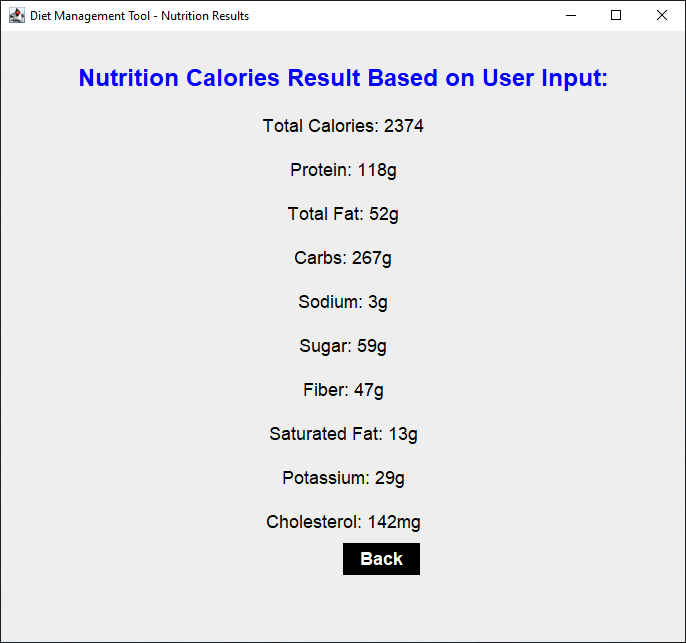 Diet Management Tool - Nutrition Results
Nutrition Calories Result Based on User Input:
Total Calories: 2374
Protein: 118g
Total Fat: 52g
Carbs: 267g
Sodium: 3g
Sugar: 59g
Fiber: 47g
Saturated Fat: 13g
Potassium: 29g
Cholesterol: 142mg
Back